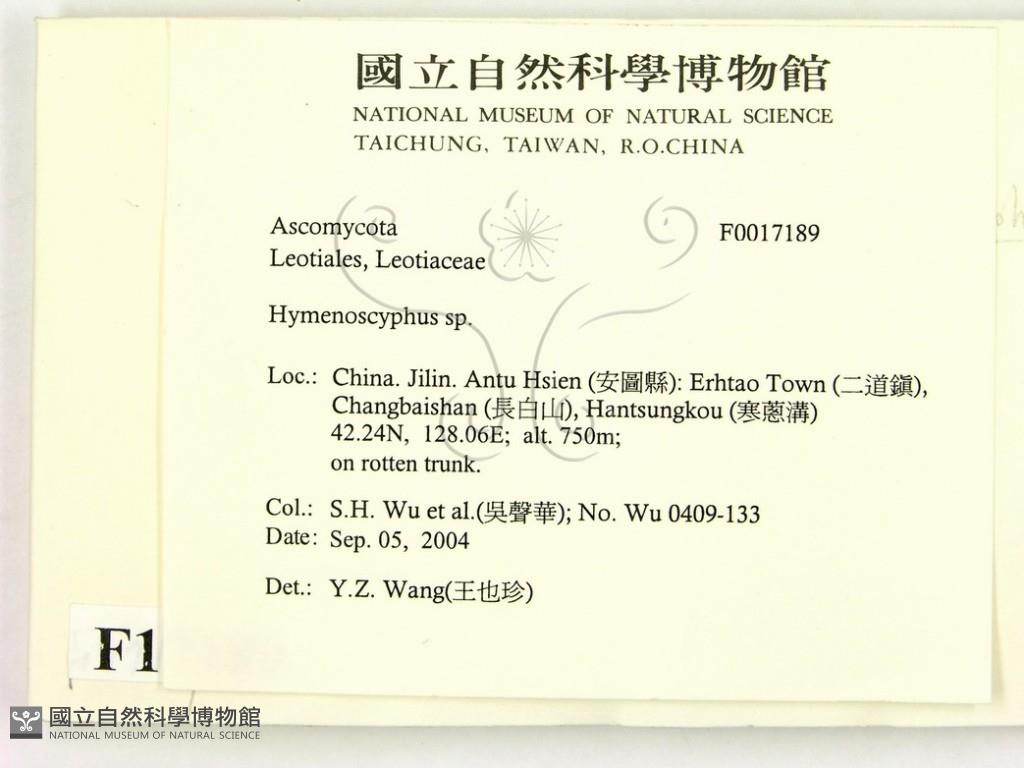 國立自然科學博物館
NATIONAL MUSEUM OF NATURAL SCIENCE
TAICHUNG, TAIWAN, R.O.CHINA
Ascomycota F0017189
Leotiales, Leotiaceae
Hymenoscyphus sp.
Loc.: China. Jilin. Antu Hsien (安圖縣): Erhtao Town (二道鎮),
Changbaishan (長白山), Hantsungkou (寒蔥溝)
42.24N, 128.06E; alt. 750m;
on rotten trunk.
Col.: S.H. Wu et al.(吳聲華); No. Wu 0409-133
Date: Sep. 05, 2004
Det.: Y.Z. Wang(王也珍)
F1
國立自然科學博物館
NATIONAL MUSEUM OF NATURAL SCIENCE